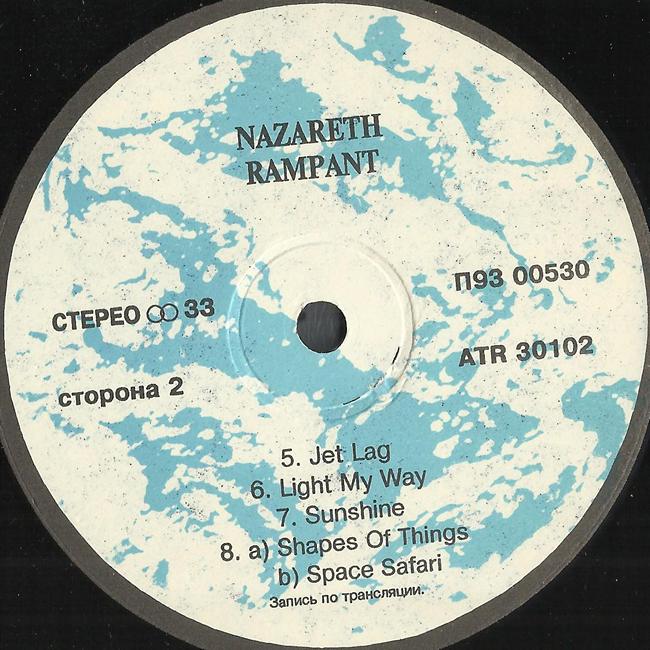 NAZARETH
RAMPANT
П93 00530
СТЕРЕО 33
ATR 30102
сторона 2
5. Jet Lag
6. Light My Way
7. Sunshine
8. a) Shapes Of Things
b) Space Safari
Запись по трансляции.